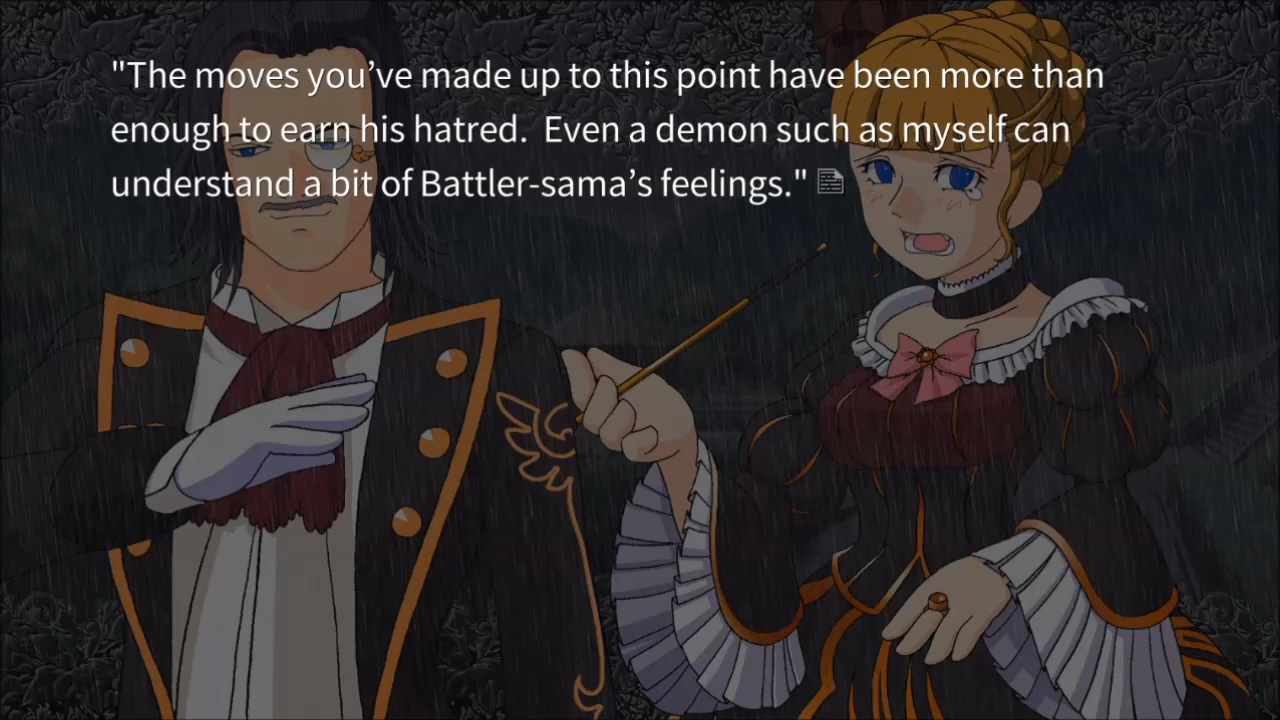 "The moves you’ve made up to this point have been more than
enough to earn his hatred.  Even a demon such as myself can
understand a bit of Battler-sama’s feelings."